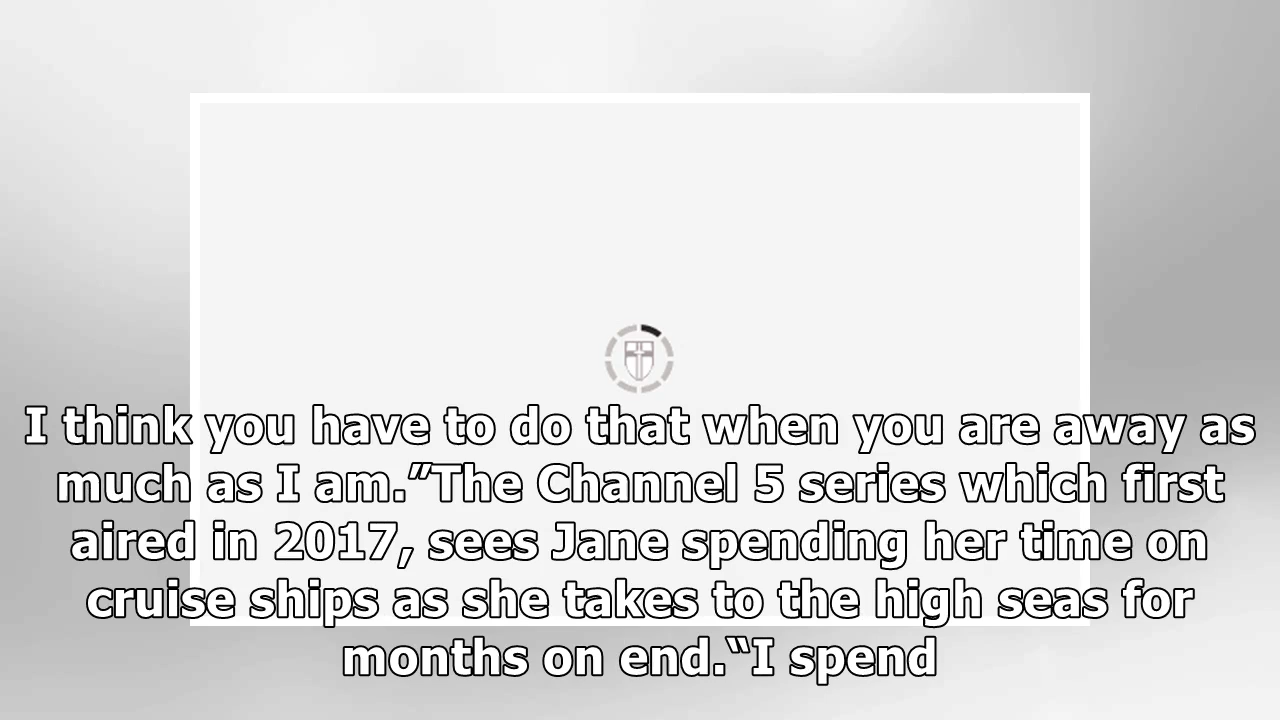 I think you have to do that when you are away as
much as I am.”The Channel 5 series which first
aired in 2017, sees Jane spending her time on
cruise ships as she takes to the high seas for
months on end.“I spend